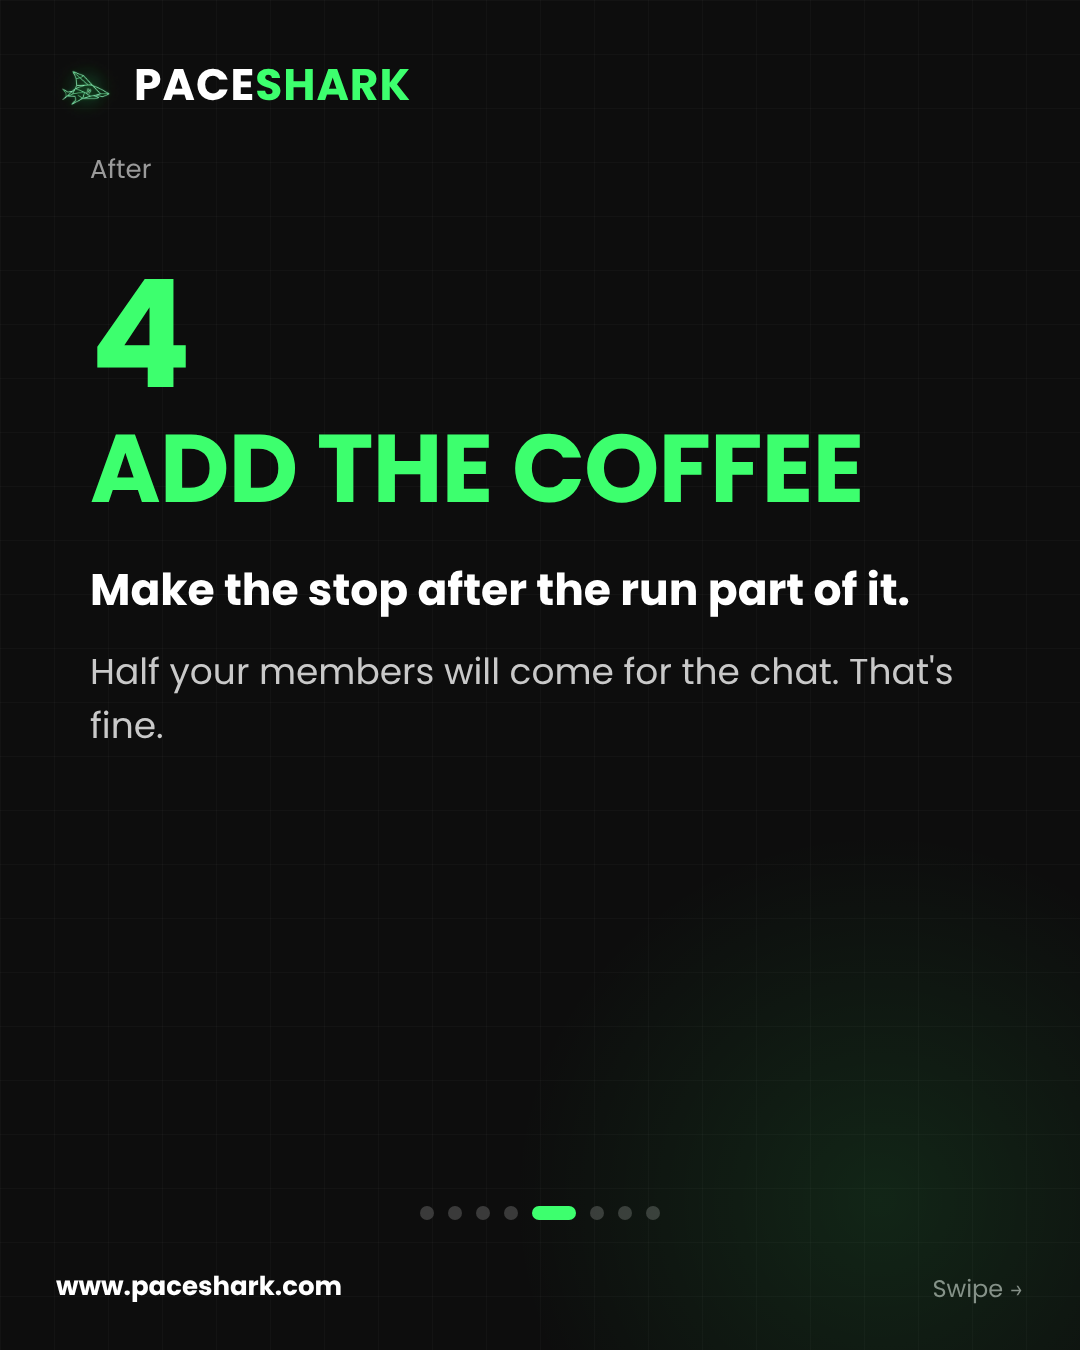 PACESHARK
After
4
ADD THE COFFEE
Make the stop after the run part of it.
Half your members will come for the chat. That's
fine.
www.paceshark.com
Swipe →